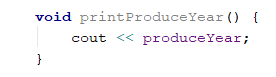 void printProduceYear() {
    cout << produceYear;
}